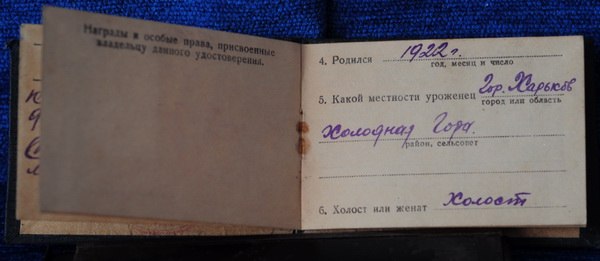 Награды и особые права, присвоенные
владельцу данного удостоверения.
4. Родился 1922 г.
год, месяц и число
5. Какой местности уроженец Гор. Харьков
город или область
Холодная Гора.
район, сельсовет
6. Холост или женат Холост